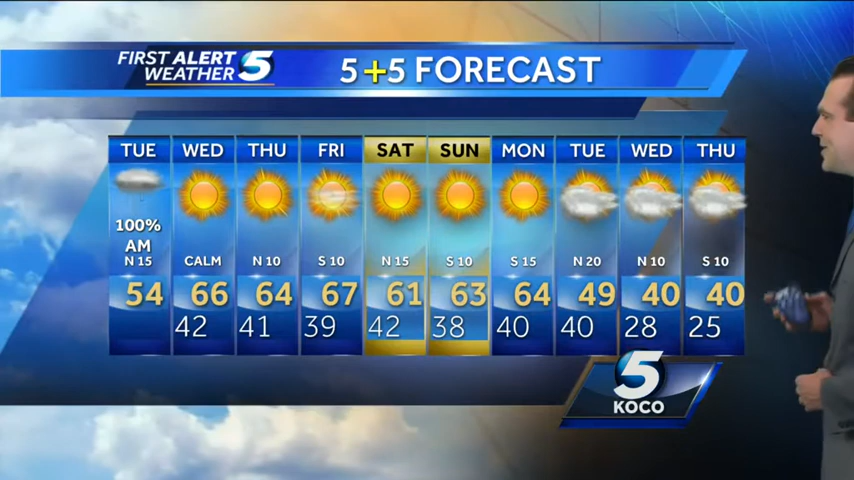 FIRST ALERT
WEATHER 5
5+5 FORECAST
TUE WED THU FRI SAT SUN MON TUE WED THU
100%
AM
N 15 CALM N 10 S 10 N 15 S 10 S 15 N 20 N 10 S 10
54 66 64 67 61 63 64 49 40 40
42 41 39 42 38 40 40 28 25
5
KOCO